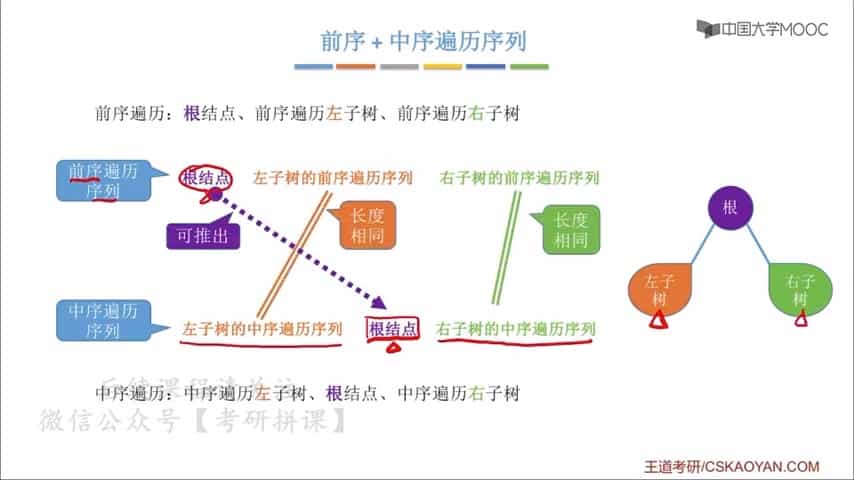 前序 + 中序遍历序列
中国大学MOOC
前序遍历：根结点、前序遍历左子树、前序遍历右子树
前序遍历序列
根结点
左子树的前序遍历序列
右子树的前序遍历序列
可推出
长度相同
长度相同
根
左子树
右子树
中序遍历序列
左子树的中序遍历序列
根结点
右子树的中序遍历序列
后续课程请关注
中序遍历：中序遍历左子树、根结点、中序遍历右子树
微信公众号【考研拼课】
王道考研/CSKAOYAN.COM